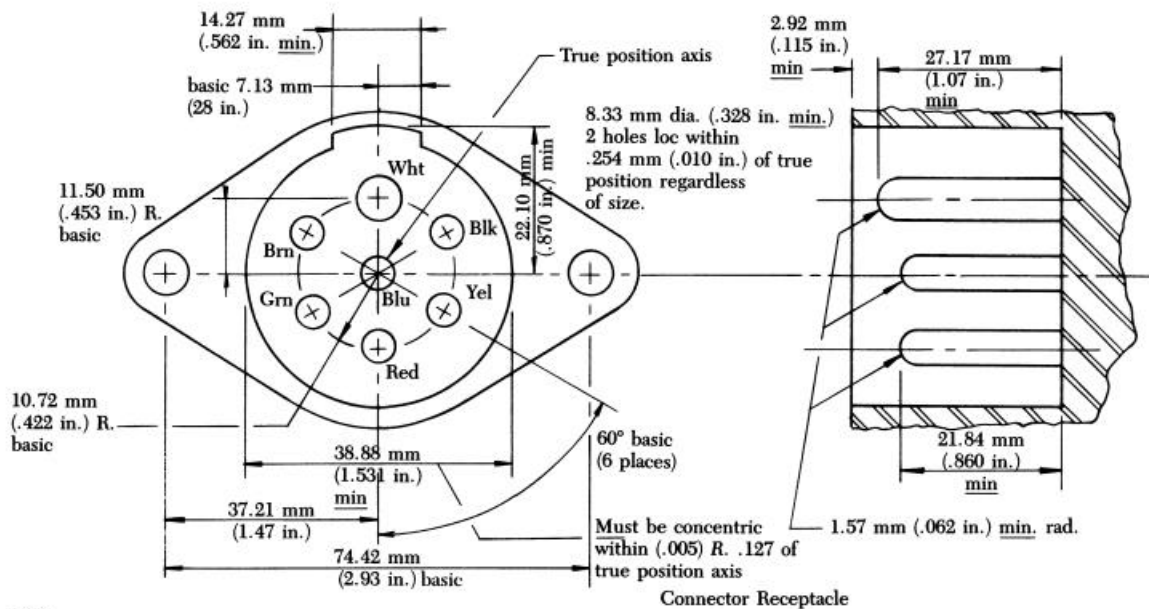 14.27 mm
(.562 in. min.)
basic 7.13 mm
(28 in.)
True position axis
2.92 mm
(.115 in.)
min
27.17 mm
(1.07 in.)
min
8.33 mm dia. (.328 in. min.)
2 holes loc within
.254 mm (.010 in.) of true
position regardless
of size.
22.10 mm
(.870 in.) min
11.50 mm
(.453 in.) R.
basic
Wht
Blk
Brn
Blu
Yel
Grn
Red
10.72 mm
(.422 in.) R.
basic
60° basic
(6 places)
38.88 mm
(1.531 in.)
min
37.21 mm
(1.47 in.)
74.42 mm
(2.93 in.) basic
Must be concentric
within (.005) R. .127 of
true position axis
21.84 mm
(.860 in.)
min
1.57 mm (.062 in.) min. rad.
Connector Receptacle